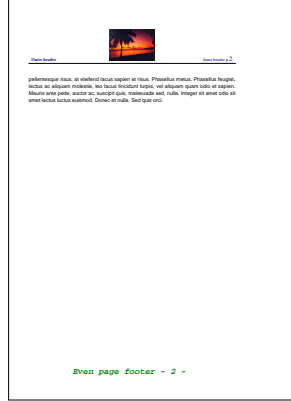 Outer header
Inner header p.2
pellentesque risus, at eleifend lacus sapien et risus. Phasellus metus. Phasellus feugiat,
lectus ac aliquam molestie, leo lacus tincidunt turpis, vel aliquam quam odio et sapien.
Mauris ante pede, auctor ac, suscipit quis, malesuada sed, nulla. Integer sit amet odio sit
amet lectus luctus euismod. Donec et nulla. Sed quis orci.
Even page footer - 2 -